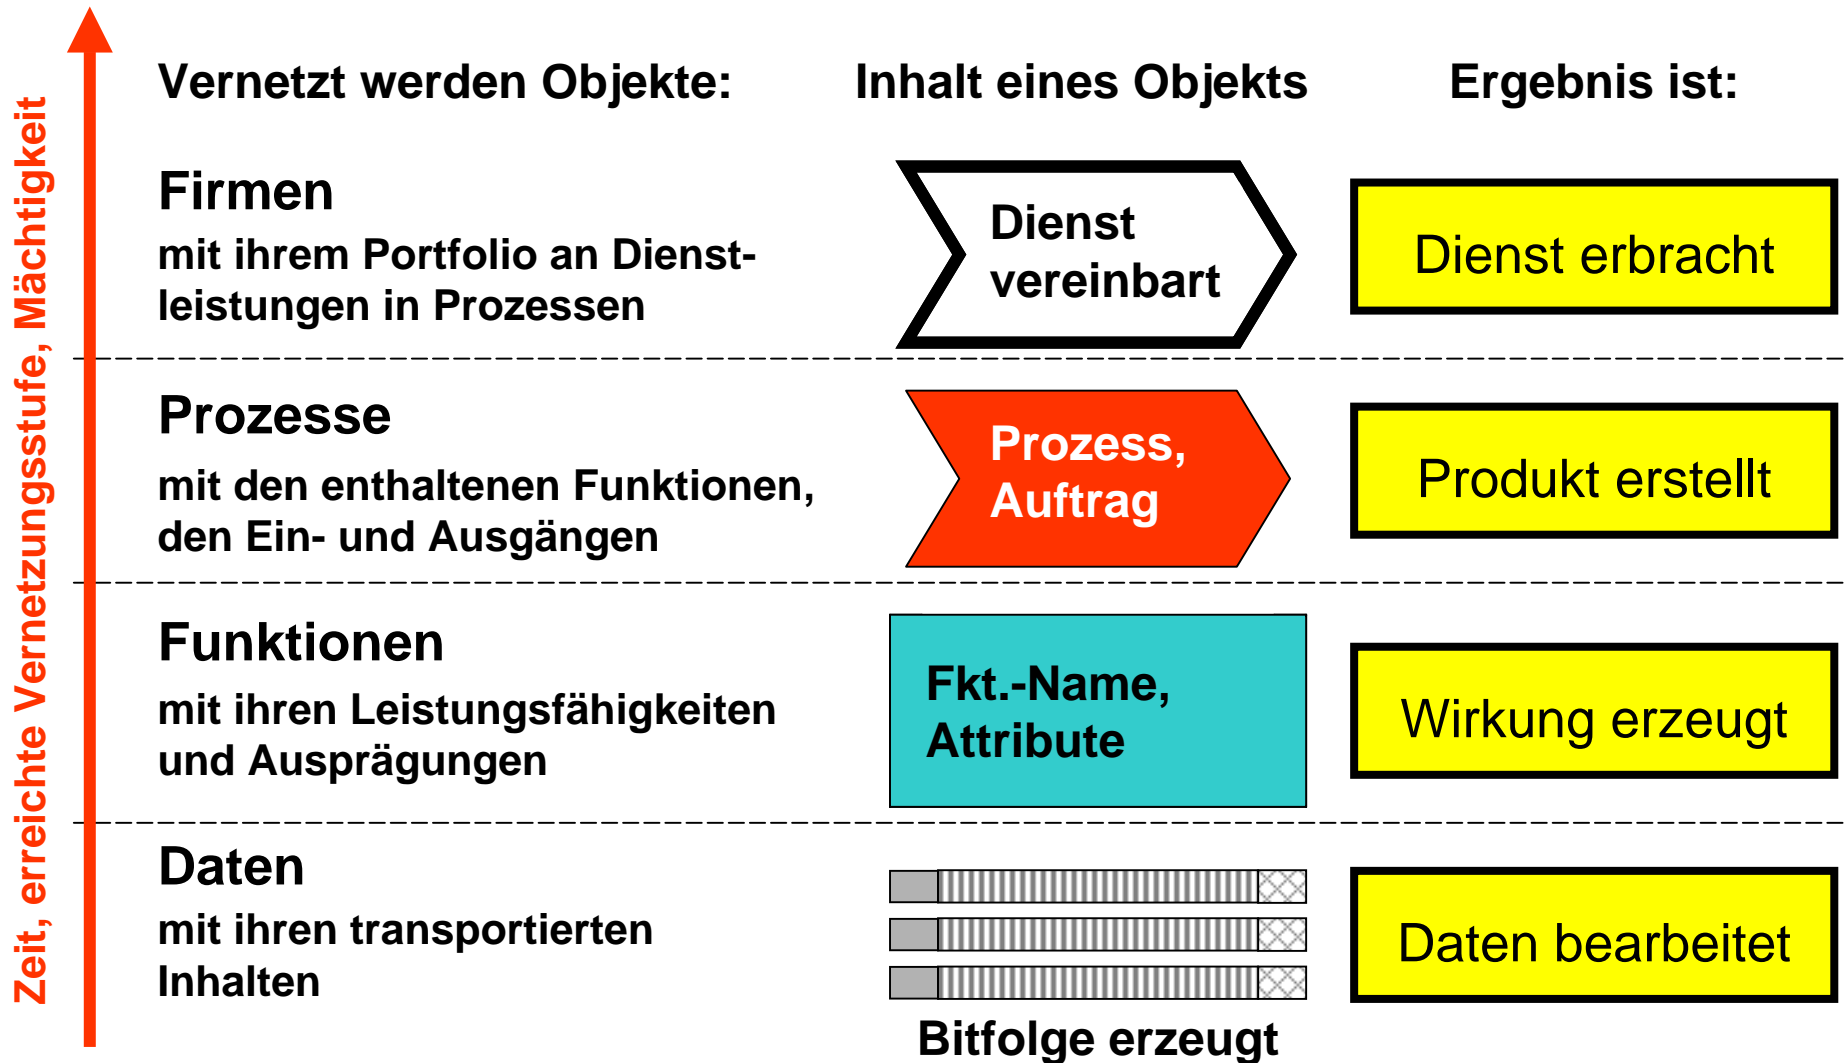 Zeit, erreichte Vernetzungsstufe, Mächtigkeit
Vernetzt werden Objekte:
Inhalt eines Objekts
Ergebnis ist:
Firmen
mit ihrem Portfolio an Dienst-
leistungen in Prozessen
Dienst
vereinbart
Dienst erbracht
Prozesse
mit den enthaltenen Funktionen,
den Ein- und Ausgängen
Prozess,
Auftrag
Produkt erstellt
Funktionen
mit ihren Leistungsfähigkeiten
und Ausprägungen
Fkt.-Name,
Attribute
Wirkung erzeugt
Daten
mit ihren transportierten
Inhalten
Bitfolge erzeugt
Daten bearbeitet